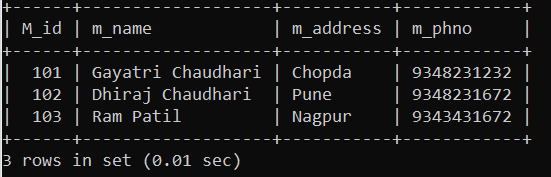 +------+-------------------+-----------+------------+
| M_id | m_name            | m_address | m_phno     |
+------+-------------------+-----------+------------+
|  101 | Gayatri Chaudhari | Chopda    | 9348231232 |
|  102 | Dhiraj Chaudhari  | Pune      | 9348231672 |
|  103 | Ram Patil         | Nagpur    | 9343431672 |
+------+-------------------+-----------+------------+
3 rows in set (0.01 sec)